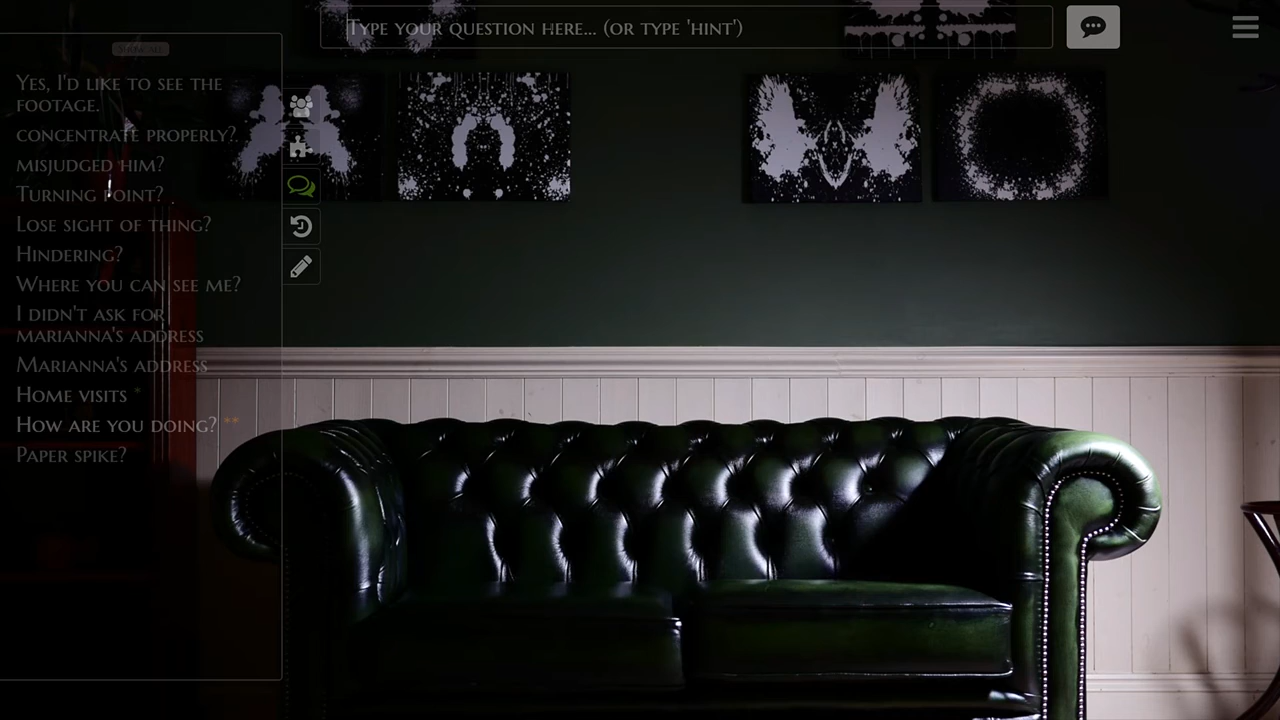 Type your question here... (or type 'hint')
Show all
Yes, I'd like to see the
footage.
concentrate properly?
misjudged him?
Turning point?
Lose sight of thing?
Hindering?
Where you can see me?
I didn't ask for
marianna's address
Marianna's address
Home visits *
How are you doing? **
Paper spike?